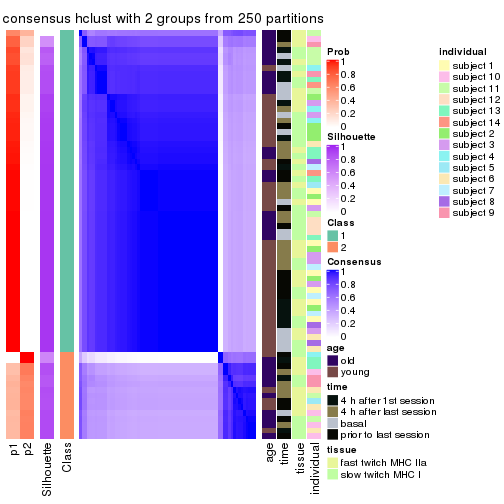 consensus hclust with 2 groups from 250 partitions
p1
p2
Silhouette
Class
age
time
tissue
individual
Prob
1
0.8
0.6
0.4
0.2
0
Silhouette
1
0.8
0.6
0.4
0.2
0
Class
1
2
Consensus
1
0.8
0.6
0.4
0.2
0
age
old
young
time
4 h after 1st session
4 h after last session
basal
prior to last session
tissue
fast twitch MHC IIa
slow twitch MHC I
individual
subject 1
subject 10
subject 11
subject 12
subject 13
subject 14
subject 2
subject 3
subject 4
subject 5
subject 6
subject 7
subject 8
subject 9